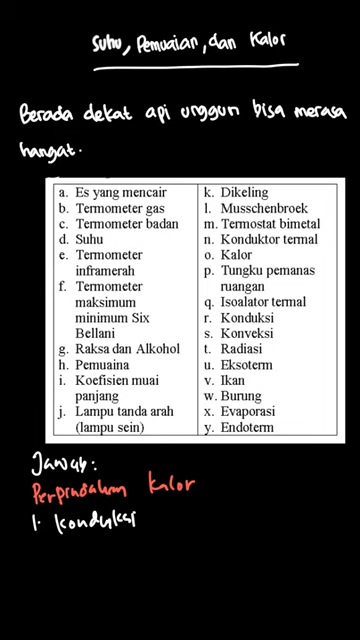 Suhu, Pemuaian, dan Kalor
Berada dekat api unggun bisa merasa
hangat.
a. Es yang mencair
b. Termometer gas
c. Termometer badan
d. Suhu
e. Termometer
inframerah
f. Termometer
maksimum
minimum Six
Bellani
g. Raksa dan Alkohol
h. Pemuaina
i. Koefisien muai
panjang
j. Lampu tanda arah
(lampu sein)
k. Dikeling
l. Musschenbroek
m. Termostat bimetal
n. Konduktor termal
o. Kalor
p. Tungku pemanas
ruangan
q. Isoalator termal
r. Konduksi
s. Konveksi
t. Radiasi
u. Eksoterm
v. Ikan
w. Burung
x. Evaporasi
y. Endoterm
Jawab:
Perpindahan Kalor
1. Konduksi